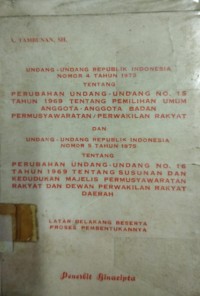 L. TAMBUNAN, SH.
UNDANG-UNDANG REPUBLIK INDONESIA
NOMOR 4 TAHUN 1975
TENTANG
PERUBAHAN UNDANG-UNDANG NO. 15
TAHUN 1969 TENTANG PEMILIHAN UMUM
ANGGOTA-ANGGOTA BADAN
PERMUSYAWARATAN/PERWAKILAN RAKYAT
DAN
UNDANG-UNDANG REPUBLIK INDONESIA
NOMOR 5 TAHUN 1975
TENTANG
PERUBAHAN UNDANG-UNDANG NO. 16
TAHUN 1969 TENTANG SUSUNAN DAN
KEDUDUKAN MAJELIS PERMUSYAWARATAN
RAKYAT DAN DEWAN PERWAKILAN RAKYAT
DAERAH
LATAR BELAKANG BESERTA
PROSES PEMBENTUKANNYA
Penerbit Binacipta